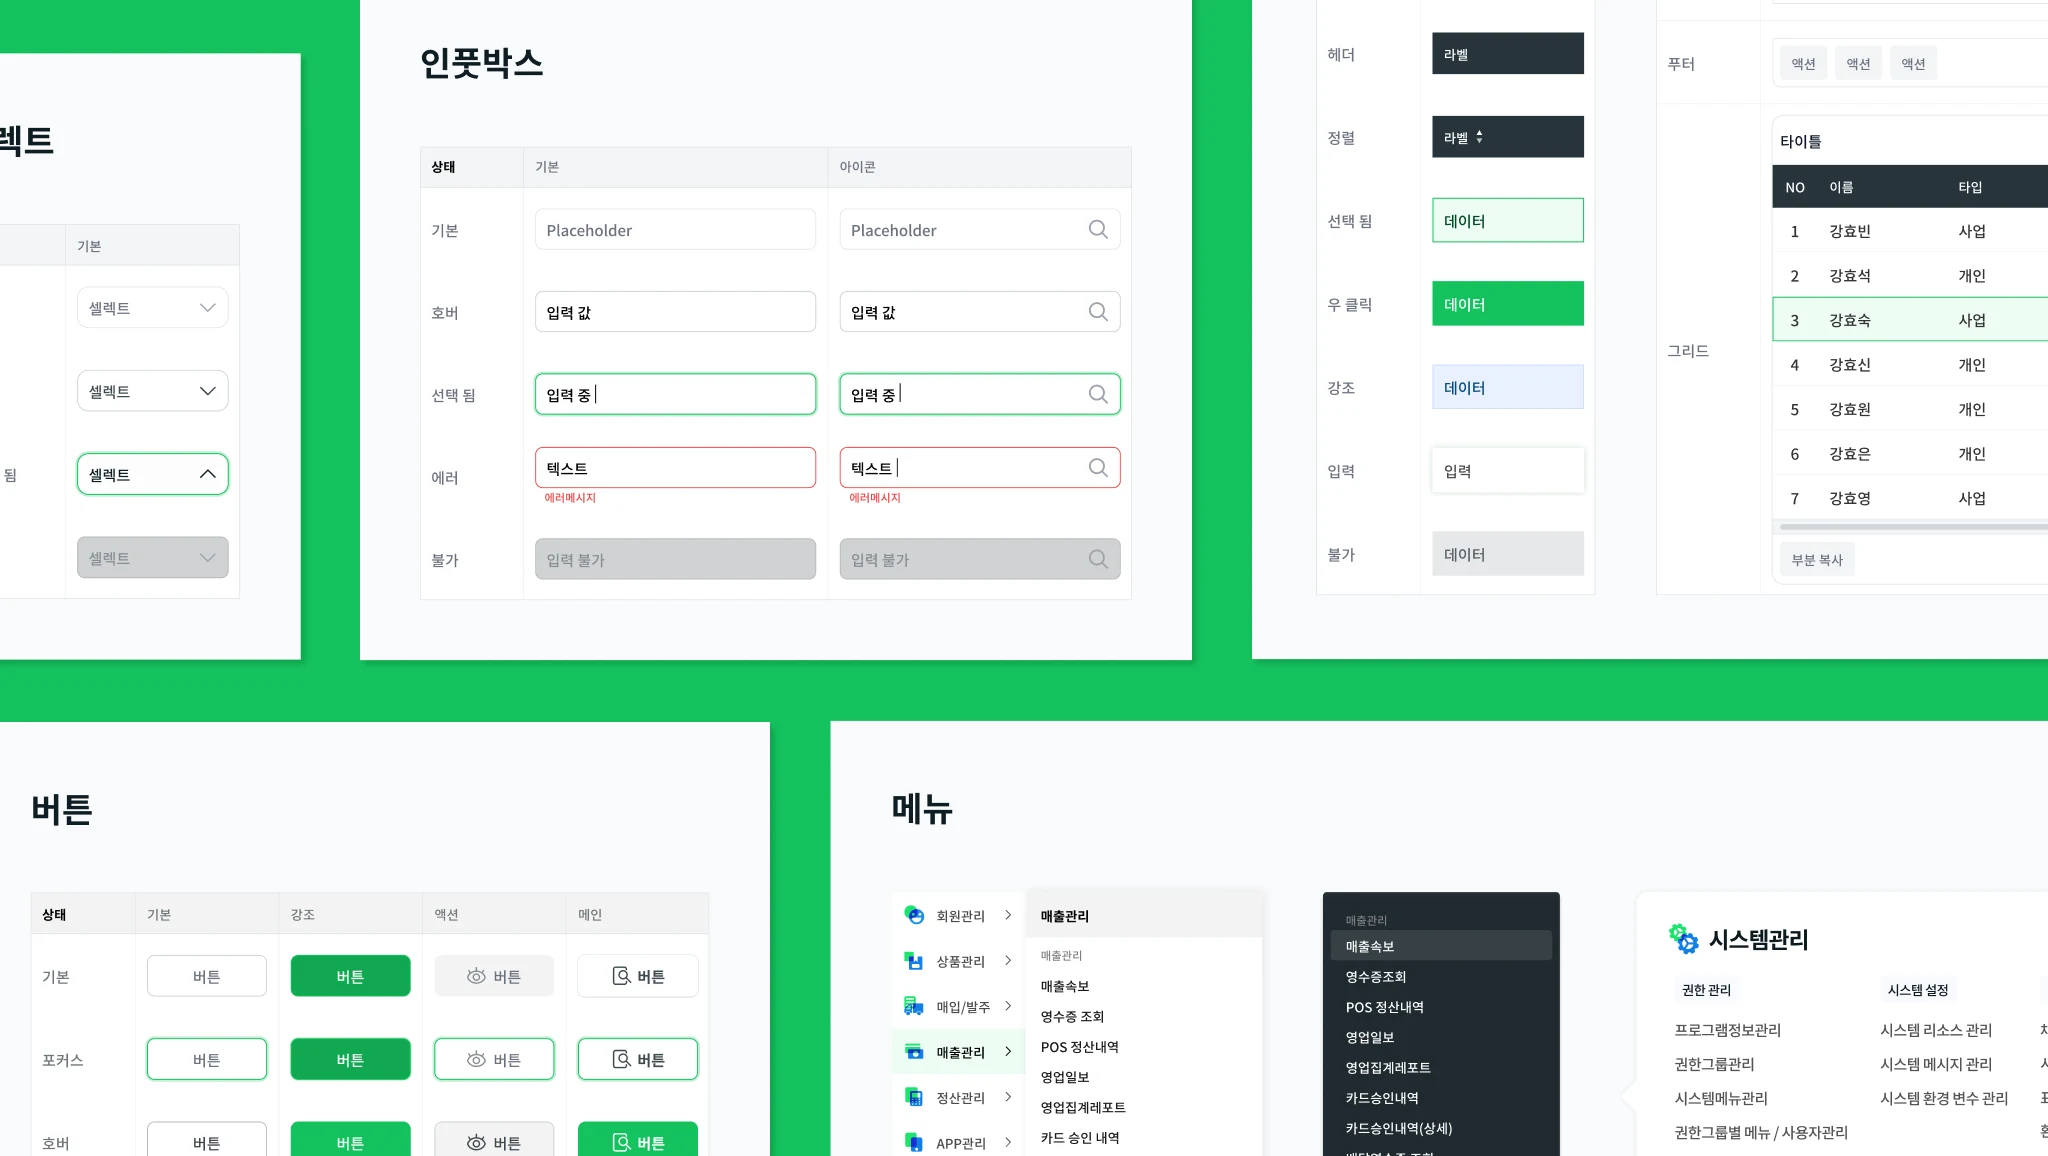 렉트
기본
셀렉트
셀렉트
됨
셀렉트
셀렉트
인풋박스
상태 기본 아이콘
기본 Placeholder Placeholder
호버 입력 값 입력 값
선택 됨 입력 중 입력 중
에러 텍스트 텍스트
에러메시지 에러메시지
불가 입력 불가 입력 불가
헤더 라벨
정렬 라벨
선택 됨 데이터
우 클릭 데이터
강조 데이터
입력 입력
불가 데이터
푸터 액션 액션 액션
그리드
타이틀
NO 이름 타입
1 강효빈 사업
2 강효석 개인
3 강효숙 사업
4 강효신 개인
5 강효원 개인
6 강효은 개인
7 강효영 사업
부분 복사
버튼
상태 기본 강조 액션 메인
기본 버튼 버튼 버튼 버튼
포커스 버튼 버튼 버튼 버튼
호버 버튼 버튼 버튼 버튼
메뉴
회원관리
상품관리
매입/발주
매출관리
정산관리
APP관리
매출관리
매출관리
매출속보
영수증 조회
POS 정산내역
영업일보
영업집계레포트
카드 승인 내역
매출관리
매출속보
영수증조회
POS 정산내역
영업일보
영업집계레포트
카드승인내역
카드승인내역(상세)
시스템관리
권한 관리
프로그램정보관리
권한그룹관리
시스템메뉴관리
권한그룹별 메뉴 / 사용자관리
시스템 설정
시스템 리소스 관리
시스템 메시지 관리
시스템 환경 변수 관리